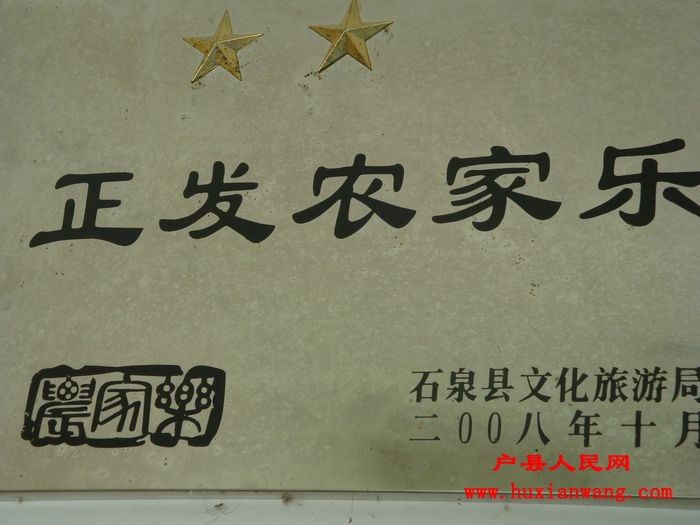 正发农家乐
農家樂
石泉县文化旅游局
二00八年十月
户县人民网
www.huxianwang.com